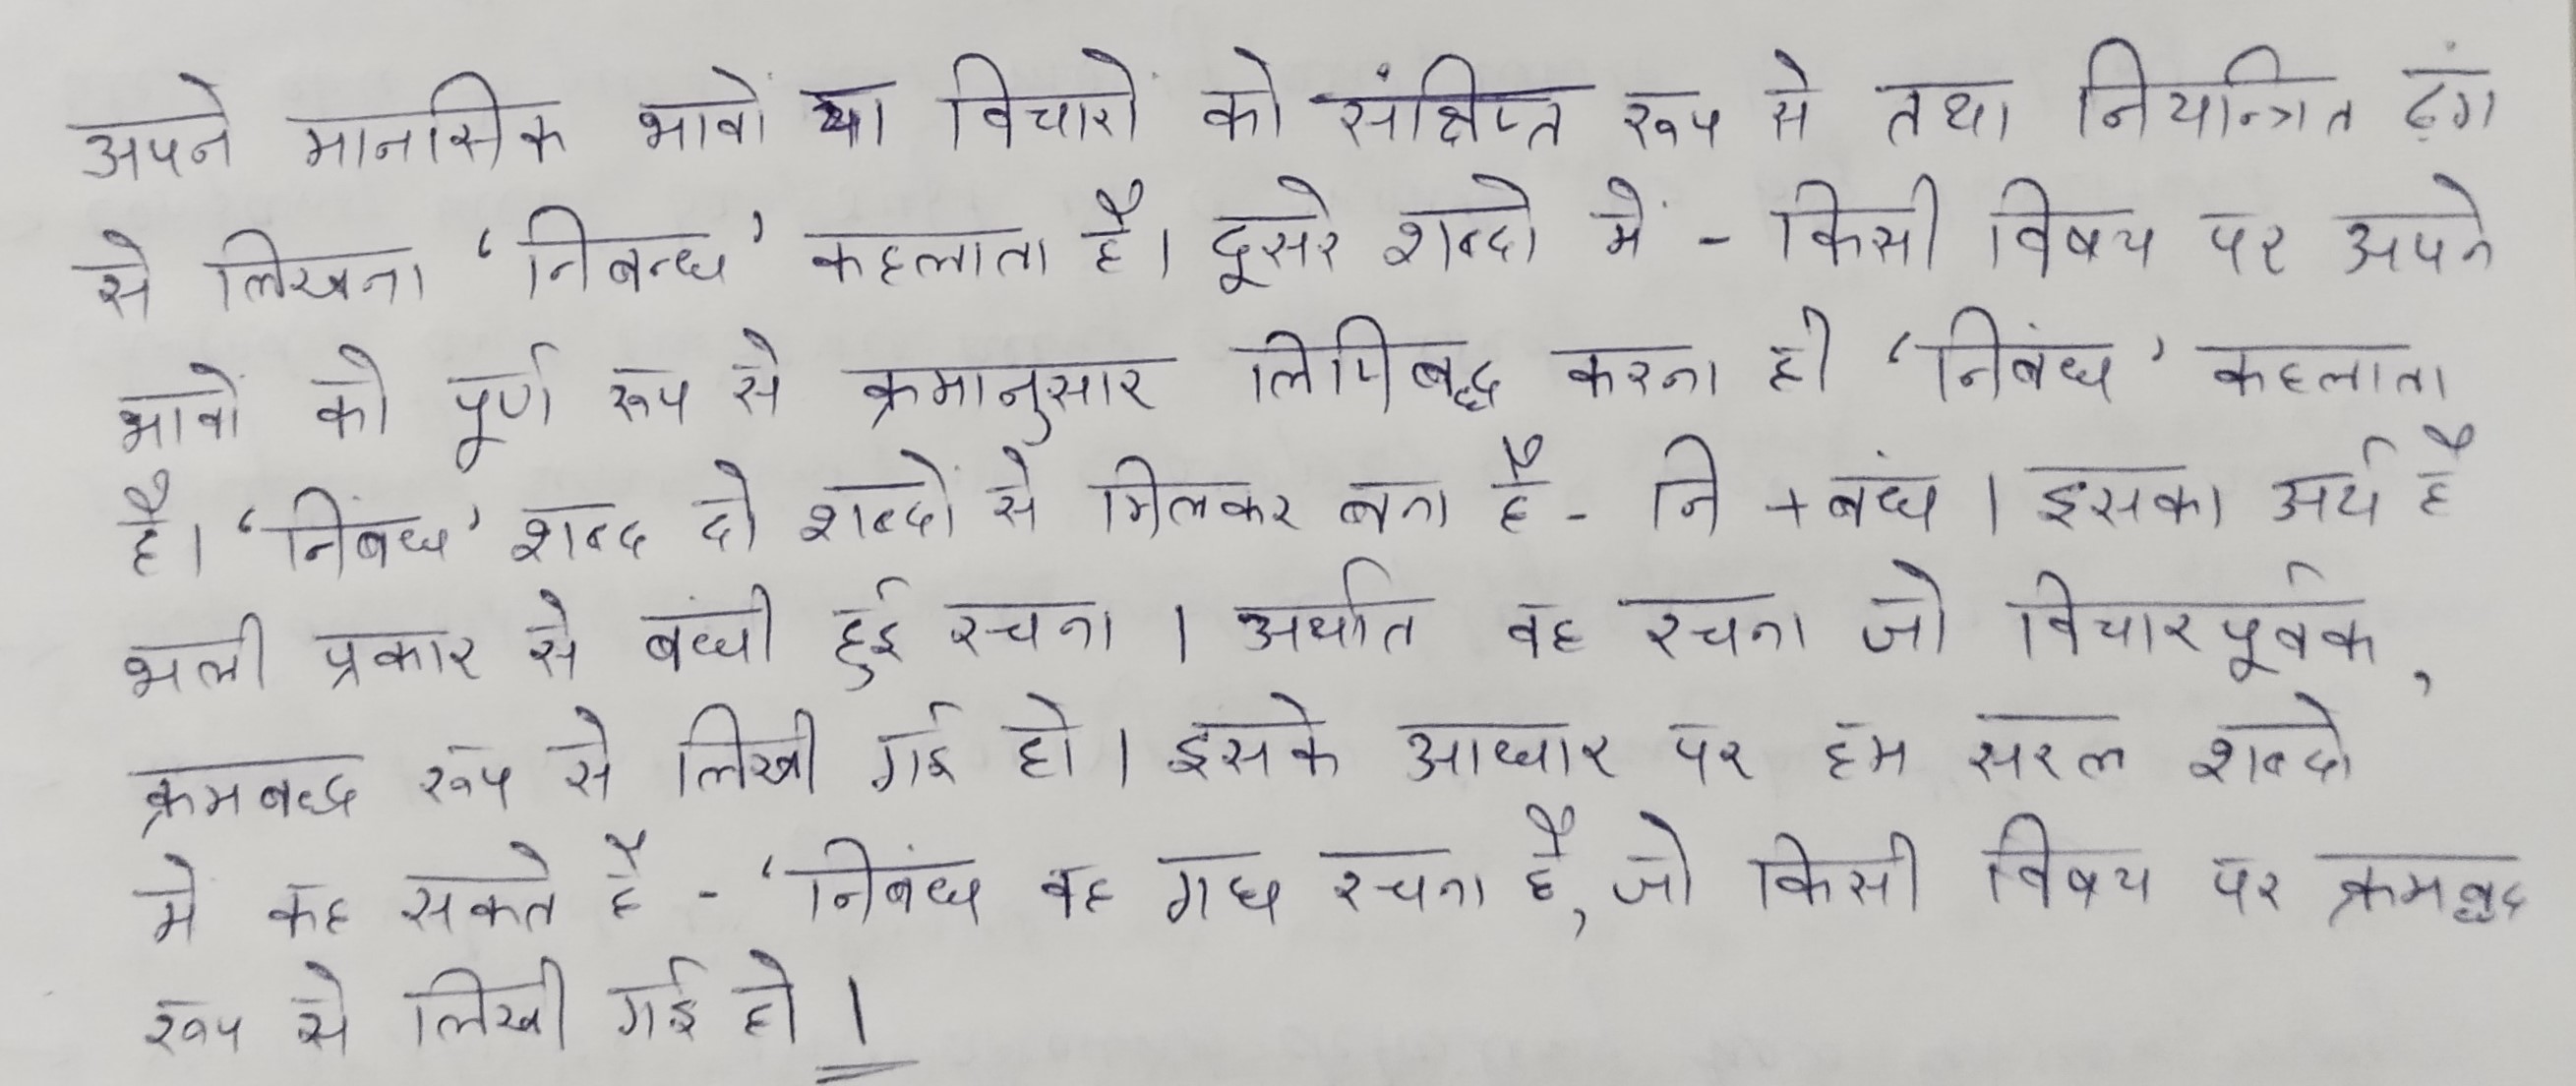 अपने मानसिक भावों या विचारों को संक्षिप्त रूप से तथा नियन्त्रित ढंग
से लिखना 'निबन्ध' कहलाता है। दूसरे शब्दो में - किसी विषय पर अपने
भावों को पूर्ण रूप से क्रमानुसार लिपिबद्ध करना ही 'निबंध' कहलाता
है। 'निबंध' शब्द दो शब्दों से मिलकर बना है - नि + बंध । इसका अर्थ है
भली प्रकार से बंधी हुई रचना । अर्थात वह रचना जो विचारपूर्वक,
क्रमबद्ध रूप से लिखी गई हो । इसके आधार पर हम सरल शब्दो
में कह सकते है - 'निबंध वह गद्य रचना है, जो किसी विषय पर क्रमबद्ध
रूप से लिखी गई हो ।